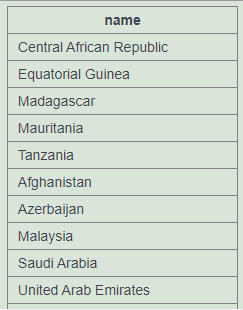 name
Central African Republic
Equatorial Guinea
Madagascar
Mauritania
Tanzania
Afghanistan
Azerbaijan
Malaysia
Saudi Arabia
United Arab Emirates